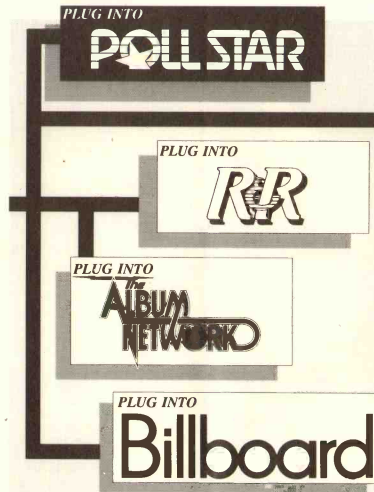 PLUG INTO
POLLSTAR
PLUG INTO
R&R
PLUG INTO
The
ALBUM
NETWORK
PLUG INTO
Billboard